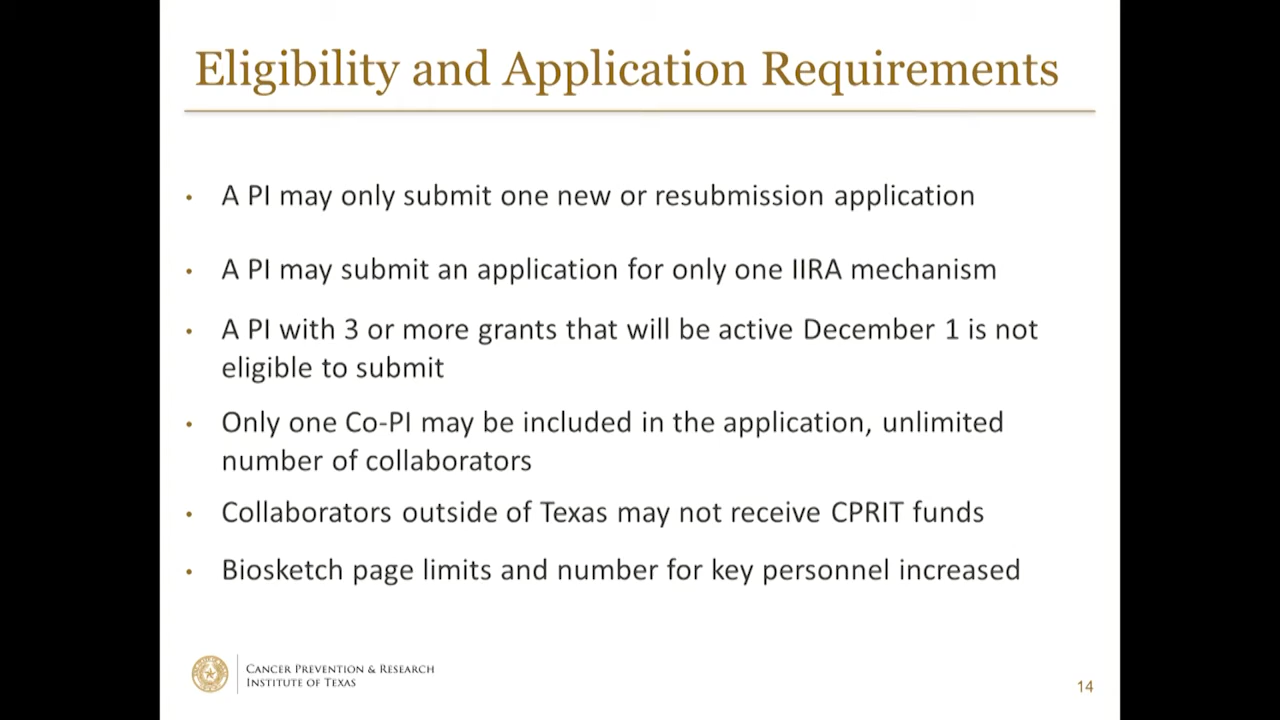 Eligibility and Application Requirements
• A PI may only submit one new or resubmission application
• A PI may submit an application for only one IIRA mechanism
• A PI with 3 or more grants that will be active December 1 is not
eligible to submit
• Only one Co-PI may be included in the application, unlimited
number of collaborators
• Collaborators outside of Texas may not receive CPRIT funds
• Biosketch page limits and number for key personnel increased
CANCER PREVENTION & RESEARCH
INSTITUTE OF TEXAS
14